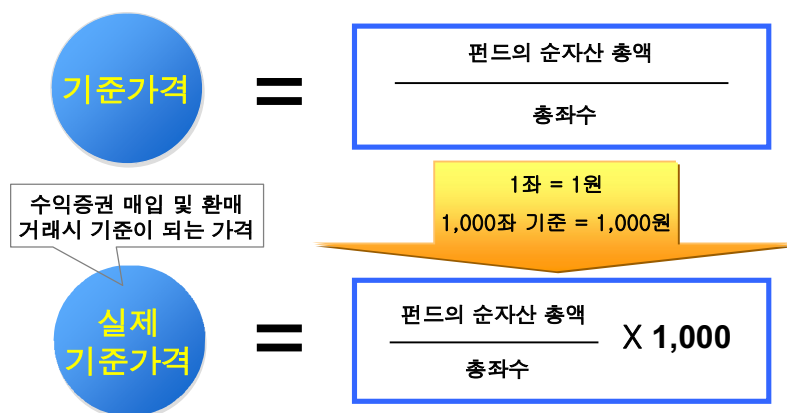 기준가격
=
펀드의 순자산 총액
총좌수
1좌 = 1원
1,000좌 기준 = 1,000원
수익증권 매입 및 환매
거래시 기준이 되는 가격
실제
기준가격
=
펀드의 순자산 총액
총좌수
X 1,000